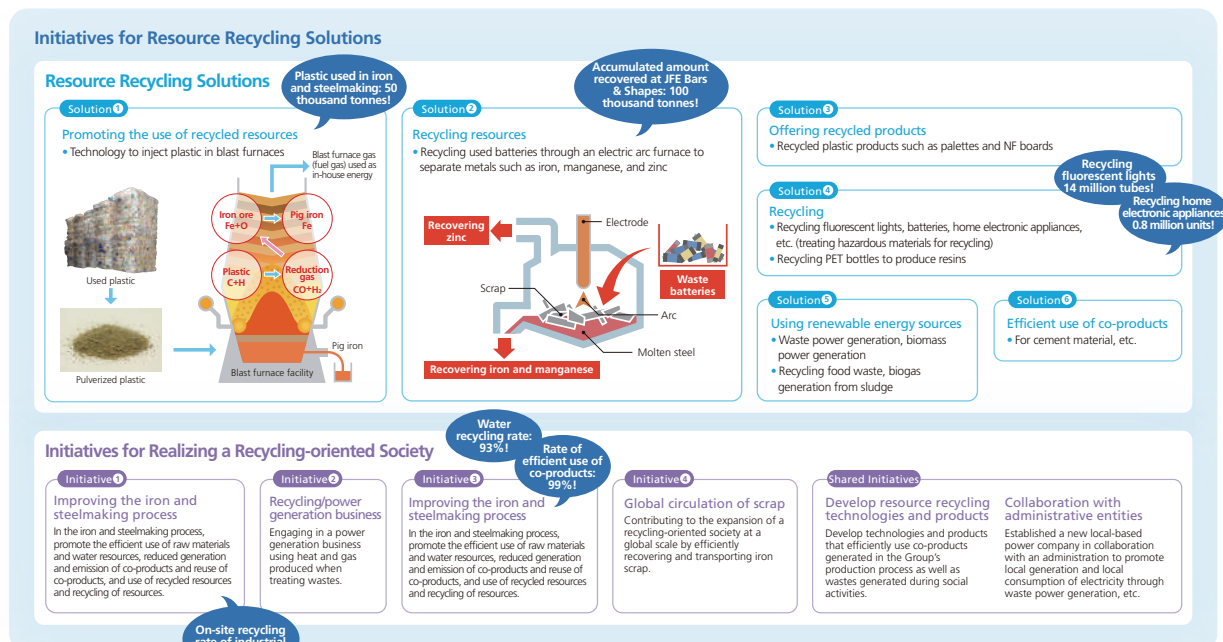 Initiatives for Resource Recycling Solutions
Resource Recycling Solutions
Plastic used in iron
and steelmaking: 50
thousand tonnes!
Solution 1
Promoting the use of recycled resources
• Technology to inject plastic in blast furnaces
Blast furnace gas
(fuel gas) used as
in-house energy
Iron ore
Fe+O
Pig iron
Fe
Plastic
C+H
Reduction
gas
CO+H₂
Used plastic
Pulverized plastic
Pig iron
Blast furnace facility
Accumulated amount
recovered at JFE Bars
& Shapes: 100
thousand tonnes!
Solution 2
Recycling resources
• Recycling used batteries through an electric arc furnace to
separate metals such as iron, manganese, and zinc
Recovering
zinc
Electrode
Waste
batteries
Scrap
Arc
Molten steel
Recovering iron and manganese
Solution 3
Offering recycled products
• Recycled plastic products such as palettes and NF boards
Recycling
fluorescent lights
14 million tubes!
Recycling home
electronic appliances
0.8 million units!
Solution 4
Recycling
• Recycling fluorescent lights, batteries, home electronic appliances,
etc. (treating hazardous materials for recycling)
• Recycling PET bottles to produce resins
Solution 5
Using renewable energy sources
• Waste power generation, biomass
power generation
• Recycling food waste, biogas
generation from sludge
Solution 6
Efficient use of co-products
• For cement material, etc.
Initiatives for Realizing a Recycling-oriented Society
Water
recycling rate:
93%!
Rate of
efficient use of
co-products:
99%!
Initiative 1
Improving the iron and
steelmaking process
In the iron and steelmaking process,
promote the efficient use of raw materials
and water resources, reduced generation
and emission of co-products and reuse of
co-products, and use of recycled resources
and recycling of resources.
On-site recycling
rate of industrial
Initiative 2
Recycling/power
generation business
Engaging in a power
generation business
using heat and gas
produced when
treating wastes.
Initiative 3
Improving the iron and
steelmaking process
In the iron and steelmaking process,
promote the efficient use of raw materials
and water resources, reduced generation
and emission of co-products and reuse of
co-products, and use of recycled resources
and recycling of resources.
Initiative 4
Global circulation of scrap
Contributing to the expansion of a
recycling-oriented society at a
global scale by efficiently
recovering and transporting iron
scrap.
Shared Initiatives
Develop resource recycling
technologies and products
Develop technologies and products
that efficiently use co-products
generated in the Group's
production process as well as
wastes generated during social
activities.
Collaboration with
administrative entities
Established a new local-based
power company in collaboration
with an administration to promote
local generation and local
consumption of electricity through
waste power generation, etc.